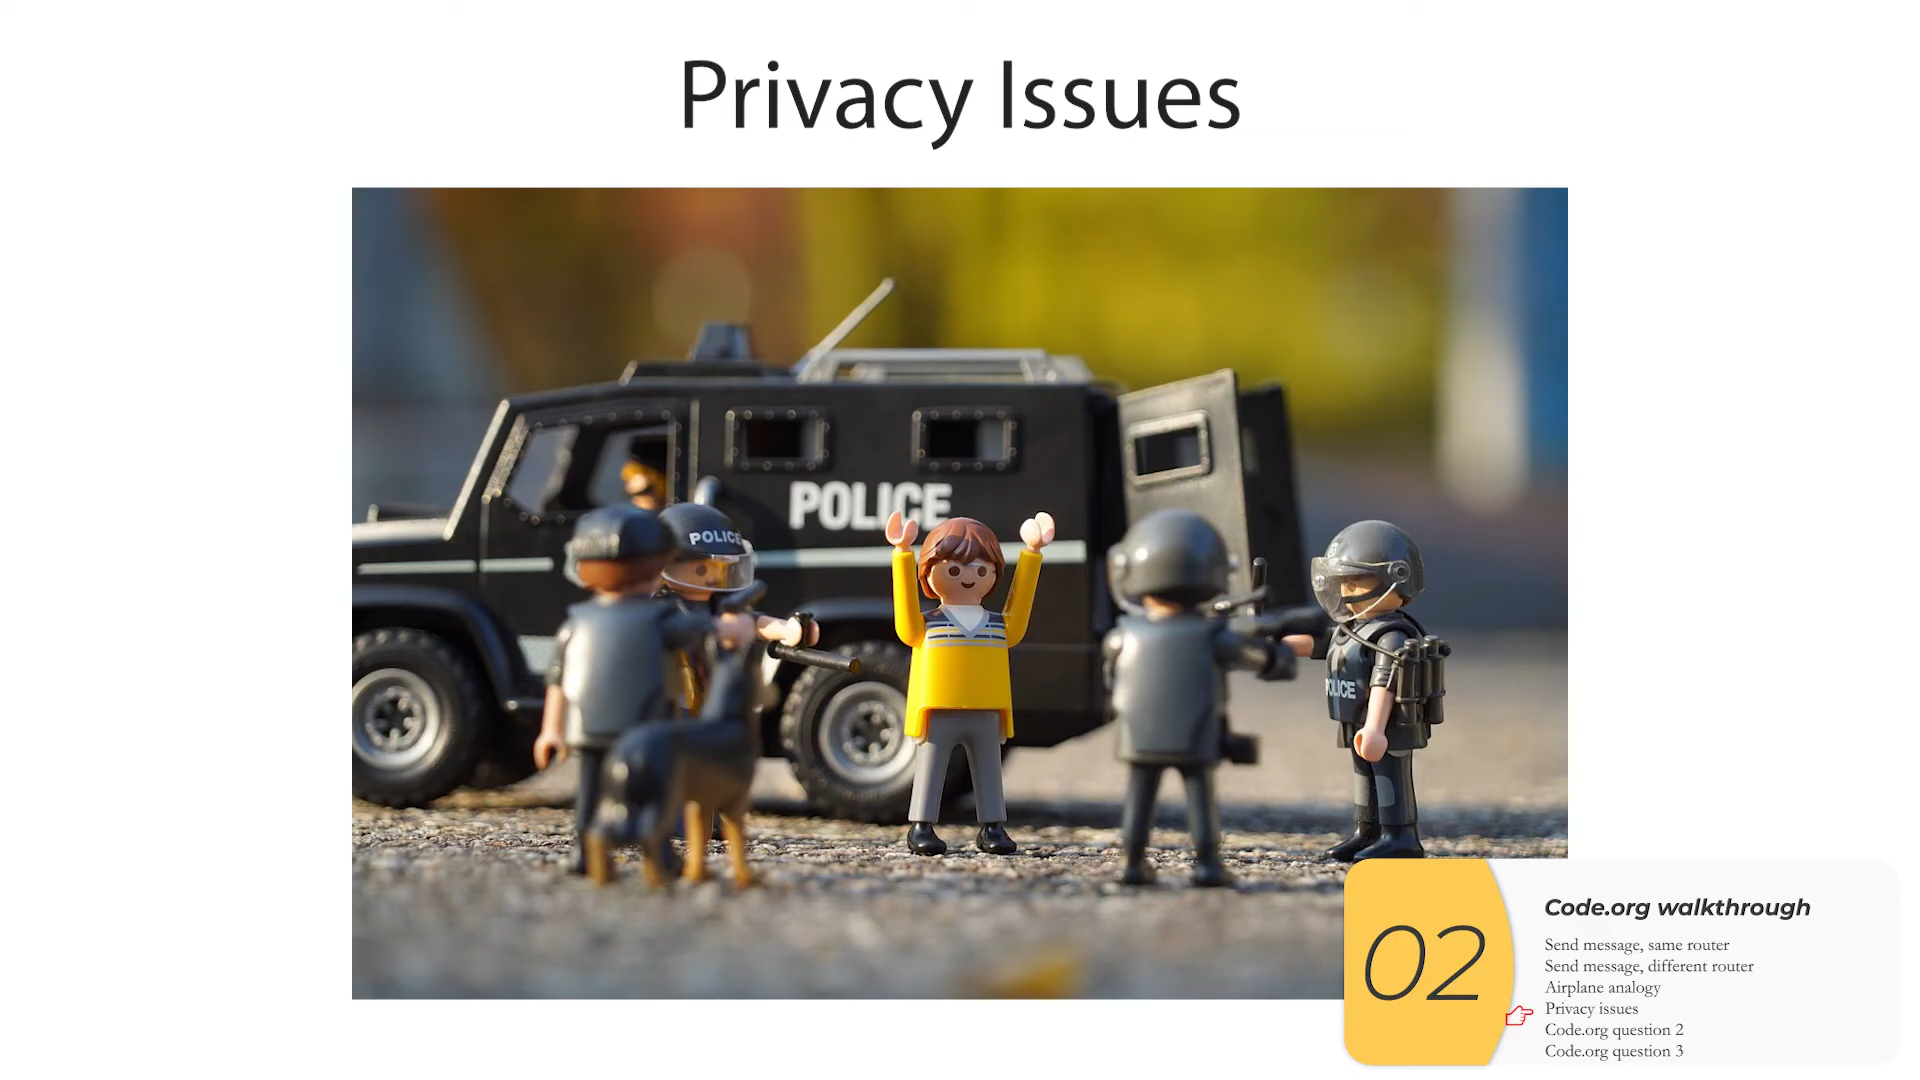 Privacy Issues
POLICE
POLICE
POLICE
02
Code.org walkthrough
Send message, same router
Send message, different router
Airplane analogy
Privacy issues
Code.org question 2
Code.org question 3